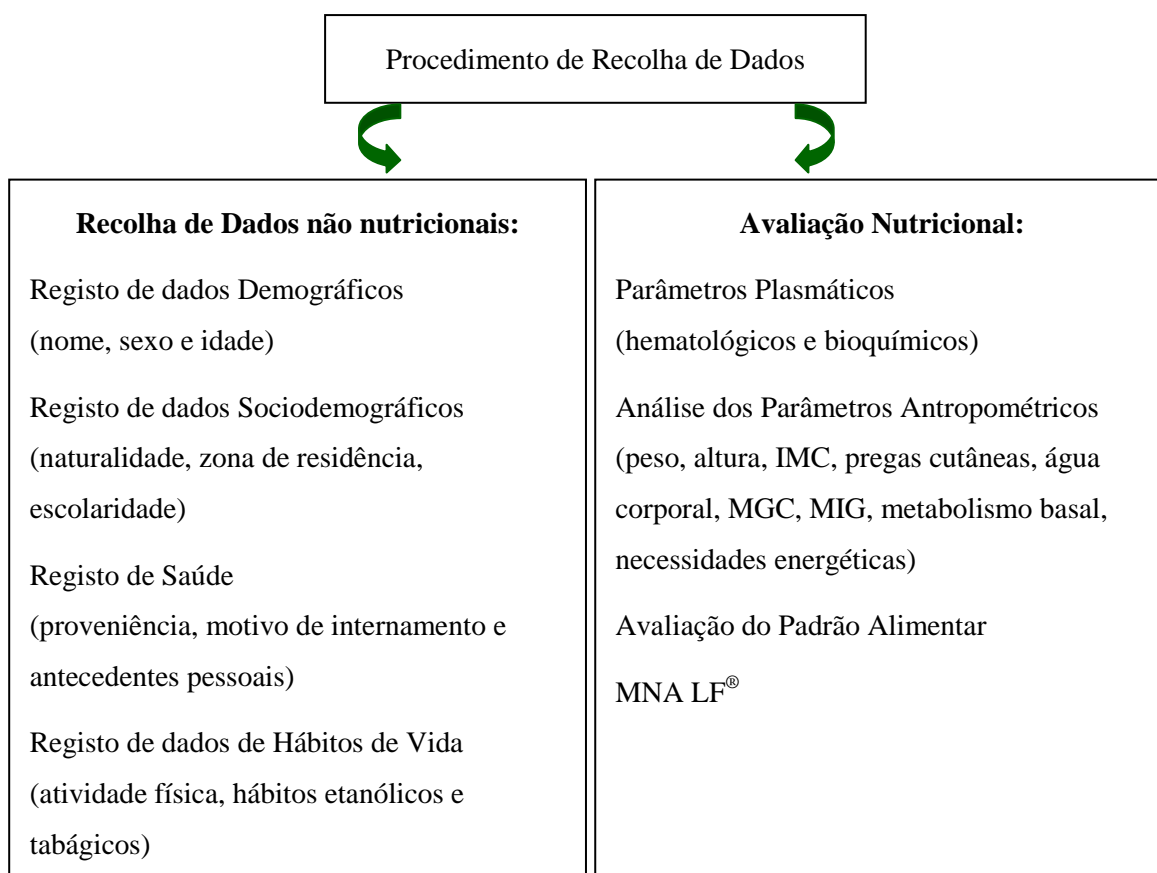 Procedimento de Recolha de Dados
Recolha de Dados não nutricionais:
Registo de dados Demográficos
(nome, sexo e idade)
Registo de dados Sociodemográficos
(naturalidade, zona de residência,
escolaridade)
Registo de Saúde
(proveniência, motivo de internamento e
antecedentes pessoais)
Registo de dados de Hábitos de Vida
(atividade física, hábitos etanólicos e
tabágicos)
Avaliação Nutricional:
Parâmetros Plasmáticos
(hematológicos e bioquímicos)
Análise dos Parâmetros Antropométricos
(peso, altura, IMC, pregas cutâneas, água
corporal, MGC, MIG, metabolismo basal,
necessidades energéticas)
Avaliação do Padrão Alimentar
MNA LF®